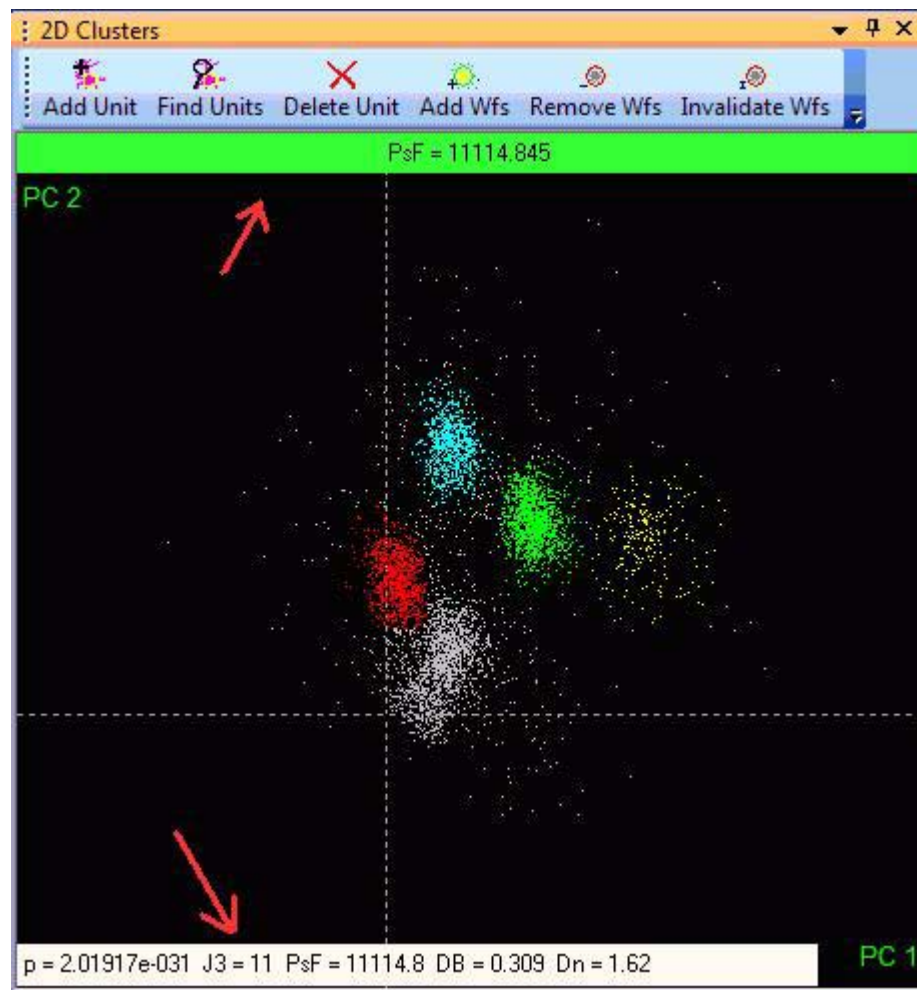 2D Clusters
Add Unit Find Units Delete Unit Add Wfs Remove Wfs Invalidate Wfs
PsF = 11114.845
PC 2
p = 2.01917e-031 J3 = 11 PsF = 11114.8 DB = 0.309 Dn = 1.62
PC 1